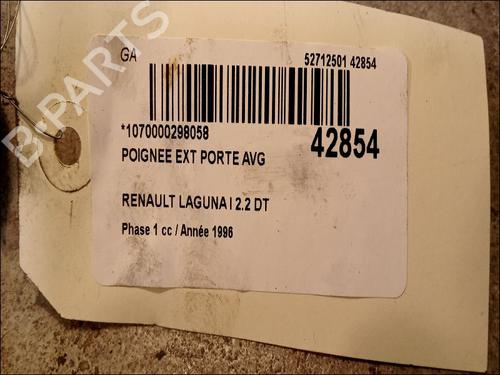 B-PARTS
GA
52712501 42854
*1070000298058
42854
POIGNEE EXT PORTE AVG
RENAULT LAGUNA I 2.2 DT
Phase 1 cc / Année 1996